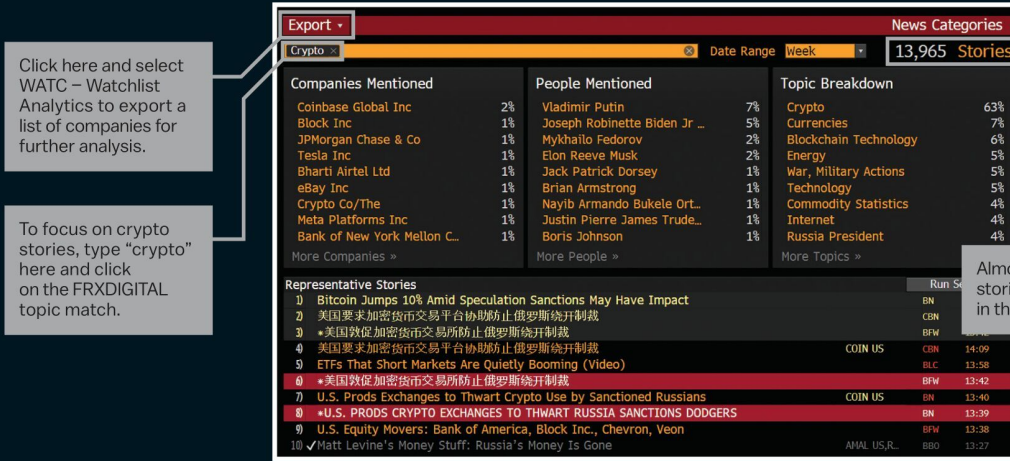 Click here and select
WATC – Watchlist
Analytics to export a
list of companies for
further analysis.
To focus on crypto
stories, type “crypto”
here and click
on the FRXDIGITAL
topic match.
Export
News Categories
Crypto × Date Range Week 13,965 Stories
Companies Mentioned
Coinbase Global Inc 2%
Block Inc 1%
JPMorgan Chase & Co 1%
Tesla Inc 1%
Bharti Airtel Ltd 1%
eBay Inc 1%
Crypto Co/The 1%
Meta Platforms Inc 1%
Bank of New York Mellon C... 1%
More Companies »
People Mentioned
Vladimir Putin 7%
Joseph Robinette Biden Jr ... 5%
Mykhailo Fedorov 2%
Elon Reeve Musk 2%
Jack Patrick Dorsey 1%
Brian Armstrong 1%
Nayib Armando Bukele Ort... 1%
Justin Pierre James Trude... 1%
Boris Johnson 1%
More People »
Topic Breakdown
Crypto 63%
Currencies 7%
Blockchain Technology 6%
Energy 5%
War, Military Actions 5%
Technology 5%
Commodity Statistics 4%
Internet 4%
Russia President 4%
More Topics »
Representative Stories Run
1) Bitcoin Jumps 10% Amid Speculation Sanctions May Have Impact BN
2) 美国要求加密货币交易平台协助防止俄罗斯绕开制裁 CBN
3) *美国敦促加密货币交易所防止俄罗斯绕开制裁 BFW
4) 美国要求加密货币交易平台协助防止俄罗斯绕开制裁 COIN US CBN 14:09
5) ETFs That Short Markets Are Quietly Booming (Video) BLC 13:58
6) *美国敦促加密货币交易所防止俄罗斯绕开制裁 BFW 13:42
7) U.S. Prods Exchanges to Thwart Crypto Use by Sanctioned Russians COIN US BN 13:40
8) *U.S. PRODS CRYPTO EXCHANGES TO THWART RUSSIA SANCTIONS DODGERS BN 13:39
9) U.S. Equity Movers: Bank of America, Block Inc., Chevron, Veon BFW 13:38
10) ✓Matt Levine's Money Stuff: Russia's Money Is Gone AMAL US,R... BBO 13:27
in